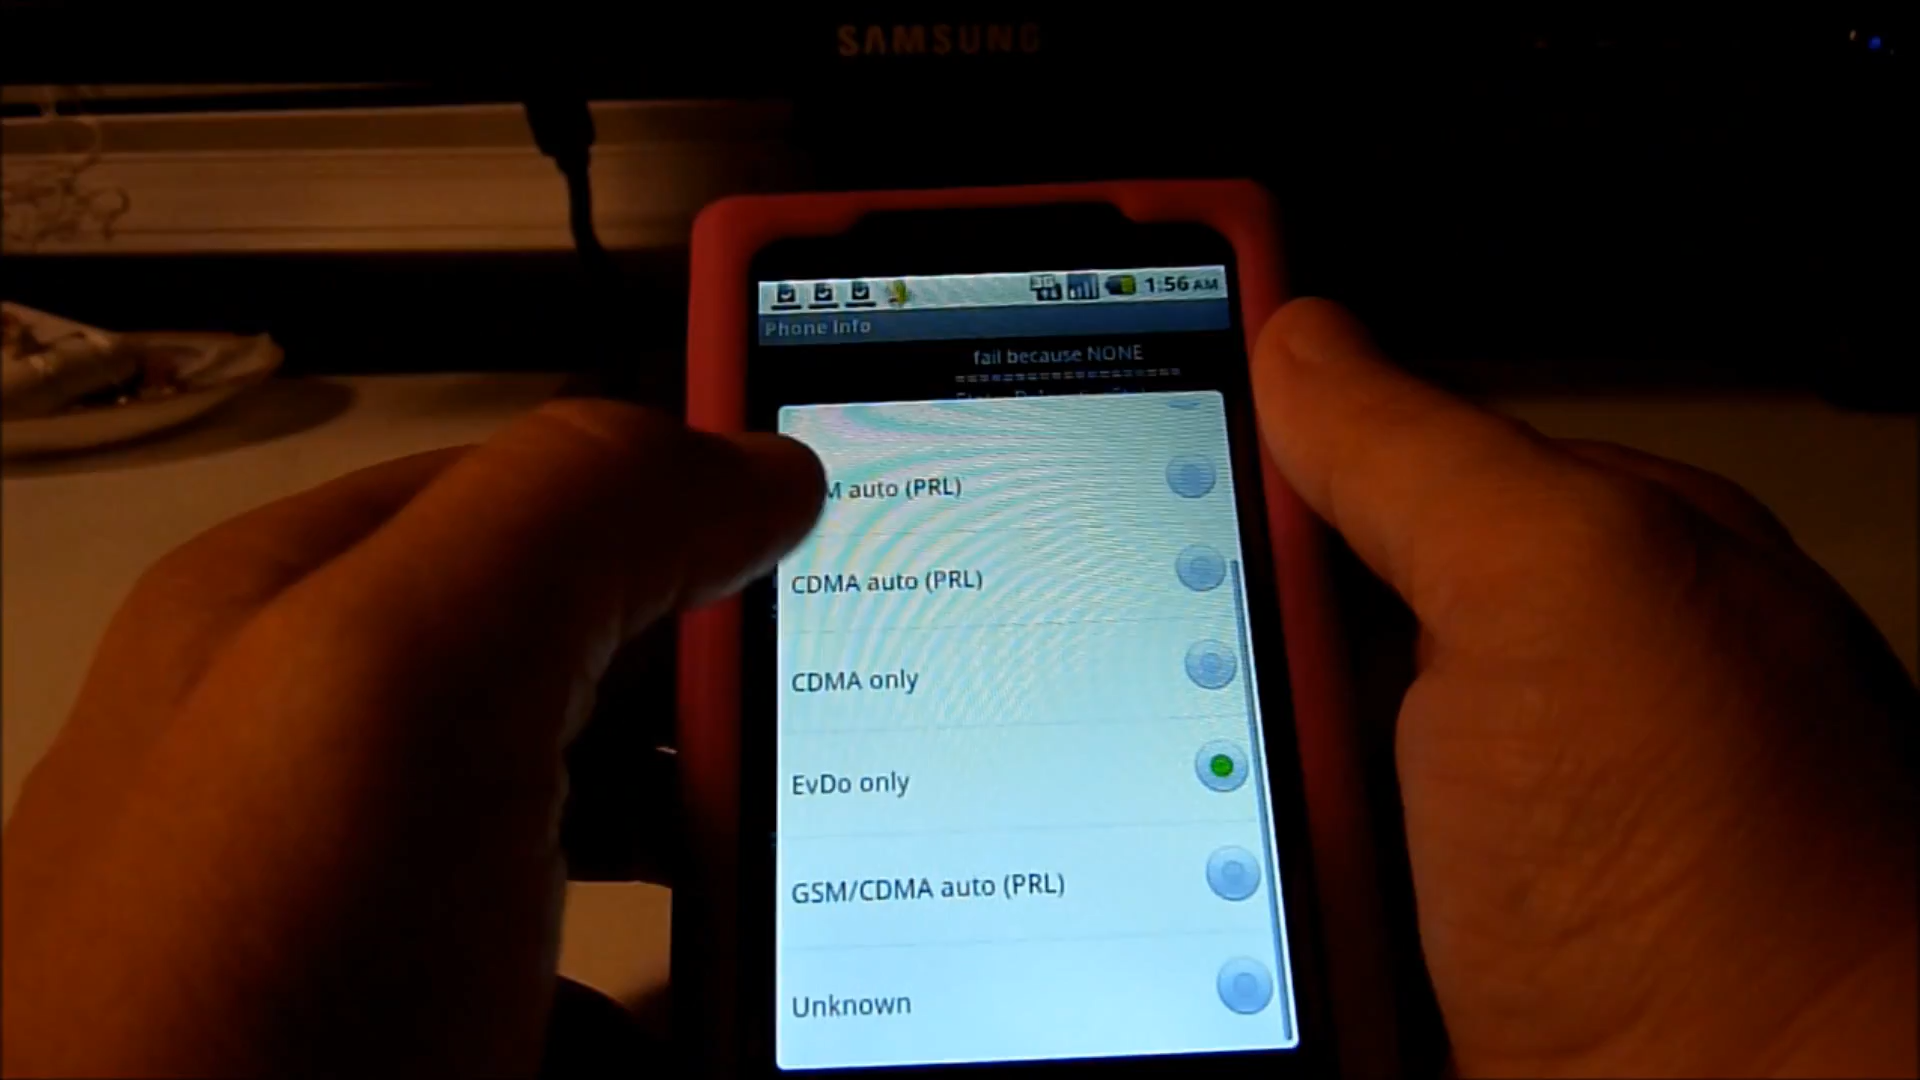 SAMSUNG
1:56 AM
Phone Info
fail because NONE
====================
M auto (PRL)
CDMA auto (PRL)
CDMA only
EvDo only
GSM/CDMA auto (PRL)
Unknown